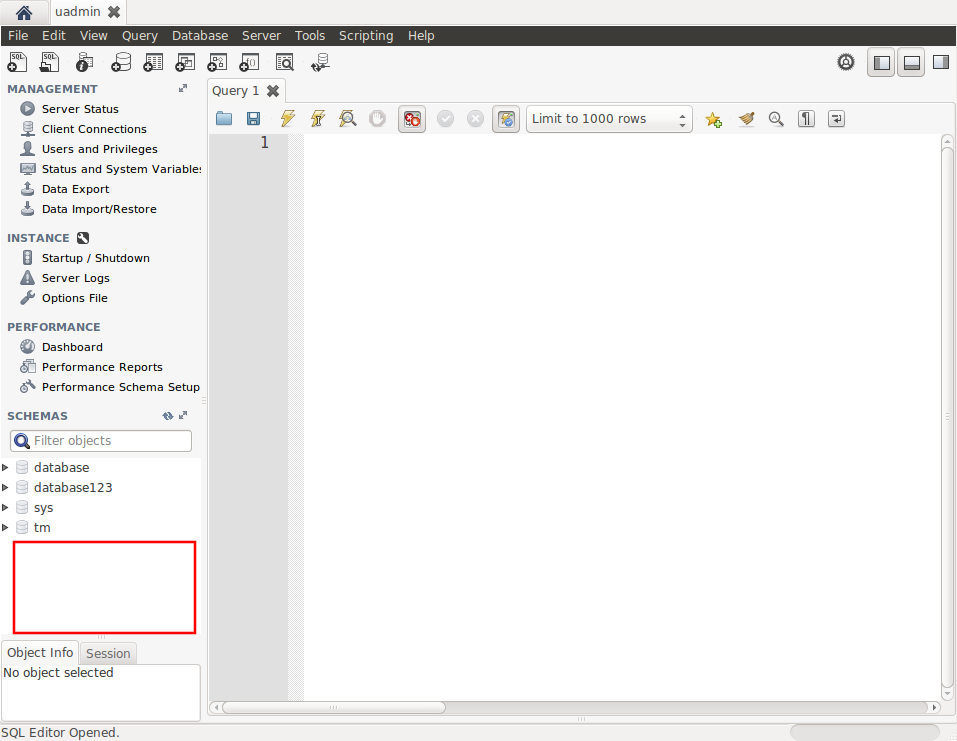 uadmin
File Edit View Query Database Server Tools Scripting Help
SQL SQL
MANAGEMENT
Server Status
Client Connections
Users and Privileges
Status and System Variables
Data Export
Data Import/Restore
INSTANCE
Startup / Shutdown
Server Logs
Options File
PERFORMANCE
Dashboard
Performance Reports
Performance Schema Setup
SCHEMAS
Filter objects
database
database123
sys
tm
Object Info Session
No object selected
Query 1
Limit to 1000 rows
1
SQL Editor Opened.